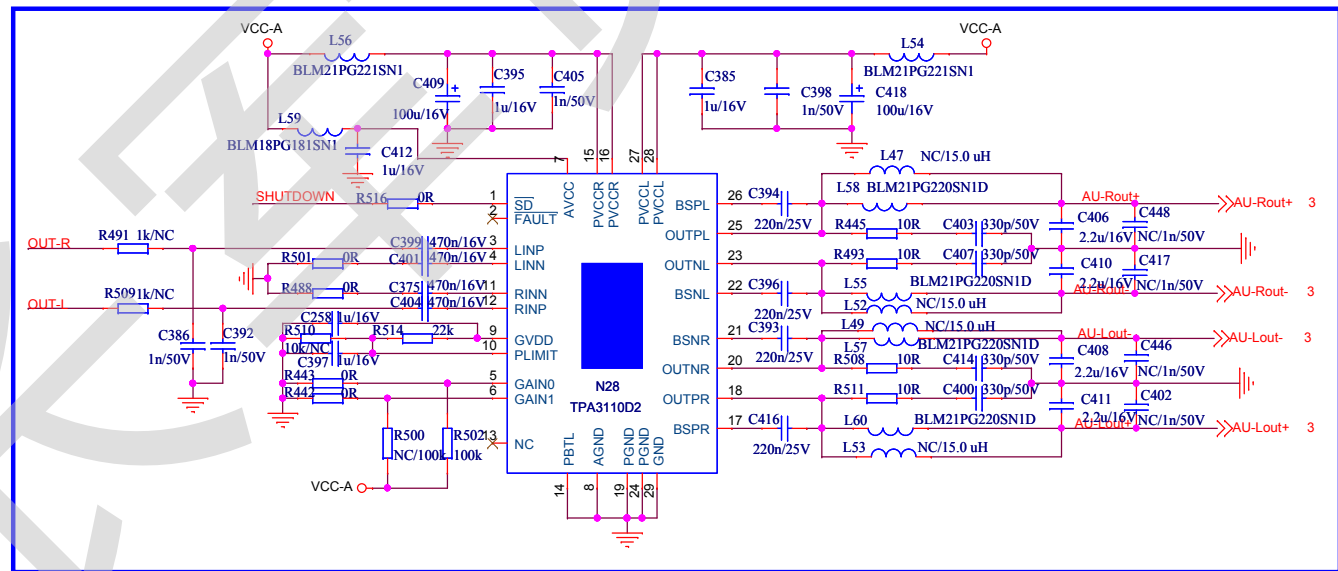 VCC-A
L56
BLM21PG221SN1
C409
100u/16V
C395
1u/16V
C405
1n/50V
L59
BLM18PG181SN1
C412
1u/16V
C385
1u/16V
C398
1n/50V
C418
100u/16V
L54
BLM21PG221SN1
VCC-A
7
15
16
27
28
AVCC
PVCCR
PVCCR
PVCCL
PVCCL
SHUTDOWN
R516
0R
1
SD
2
FAULT
OUT-R
R491
1k/NC
C399
470n/16V
3
LINP
R501
0R
C401
470n/16V
4
LINN
R488
0R
C375
470n/16V
11
RINN
OUT-L
R509
1k/NC
C404
470n/16V
12
RINP
C386
1n/50V
C392
1n/50V
C258
1u/16V
R510
10k/NC
R514
22k
9
GVDD
C397
1u/16V
10
PLIMIT
R443
0R
5
GAIN0
R442
0R
6
GAIN1
R500
NC/100k
R502
100k
13
NC
VCC-A
N28
TPA3110D2
PBTL
AGND
PGND
PGND
GND
14
8
19
24
29
BSPL
26
C394
220n/25V
L47
NC/15.0 uH
L58
BLM21PG220SN1D
OUTPL
25
R445
10R
C403
330p/50V
OUTNL
23
R493
10R
C407
330p/50V
BSNL
22
C396
220n/25V
L55
BLM21PG220SN1D
L52
NC/15.0 uH
BSNR
21
C393
220n/25V
L49
NC/15.0 uH
L57
BLM21PG220SN1D
OUTNR
20
R508
10R
C414
330p/50V
OUTPR
18
R511
10R
C400
330p/50V
BSPR
17
C416
220n/25V
L60
BLM21PG220SN1D
L53
NC/15.0 uH
AU-Rout+
C406
2.2u/16V
C448
NC/1n/50V
AU-Rout+ 3
C410
2.2u/16V
C417
NC/1n/50V
AU-Rout-
AU-Rout- 3
AU-Lout-
C408
2.2u/16V
C446
NC/1n/50V
AU-Lout- 3
C411
2.2u/16V
C402
NC/1n/50V
AU-Lout+
AU-Lout+ 3